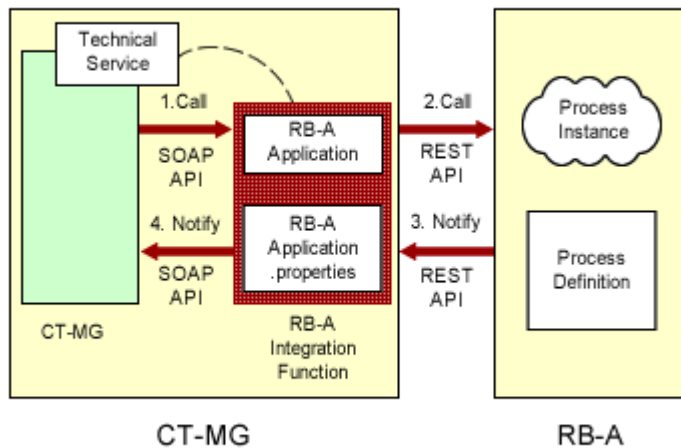 Technical
Service
1.Call
SOAP
API
RB-A
Application
2.Call
REST
API
Process
Instance
4. Notify
SOAP
API
RB-A
Application
.properties
3. Notify
REST
API
Process
Definition
CT-MG
RB-A
Integration
Function
CT-MG
RB-A